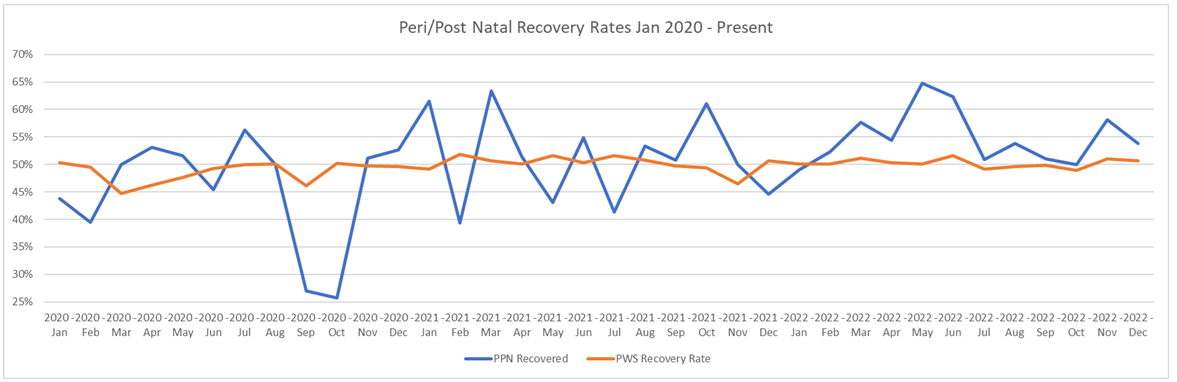 Peri/Post Natal Recovery Rates Jan 2020 - Present
70%
65%
60%
55%
50%
45%
40%
35%
30%
25%
2020 -2020 -2020 -2020 -2020 -2020 -2020 -2020 -2020 -2020 -2020 -2020 -2021 -2021 -2021 -2021 -2021 -2021 -2021 -2021 -2021 -2021 -2021 -2021 -2022 -2022 -2022 -2022 -2022 -2022 -2022 -2022 -2022 -2022 -2022 -2022 -
Jan Feb Mar Apr May Jun Jul Aug Sep Oct Nov Dec Jan Feb Mar Apr May Jun Jul Aug Sep Oct Nov Dec Jan Feb Mar Apr May Jun Jul Aug Sep Oct Nov Dec
PPN Recovered PWS Recovery Rate